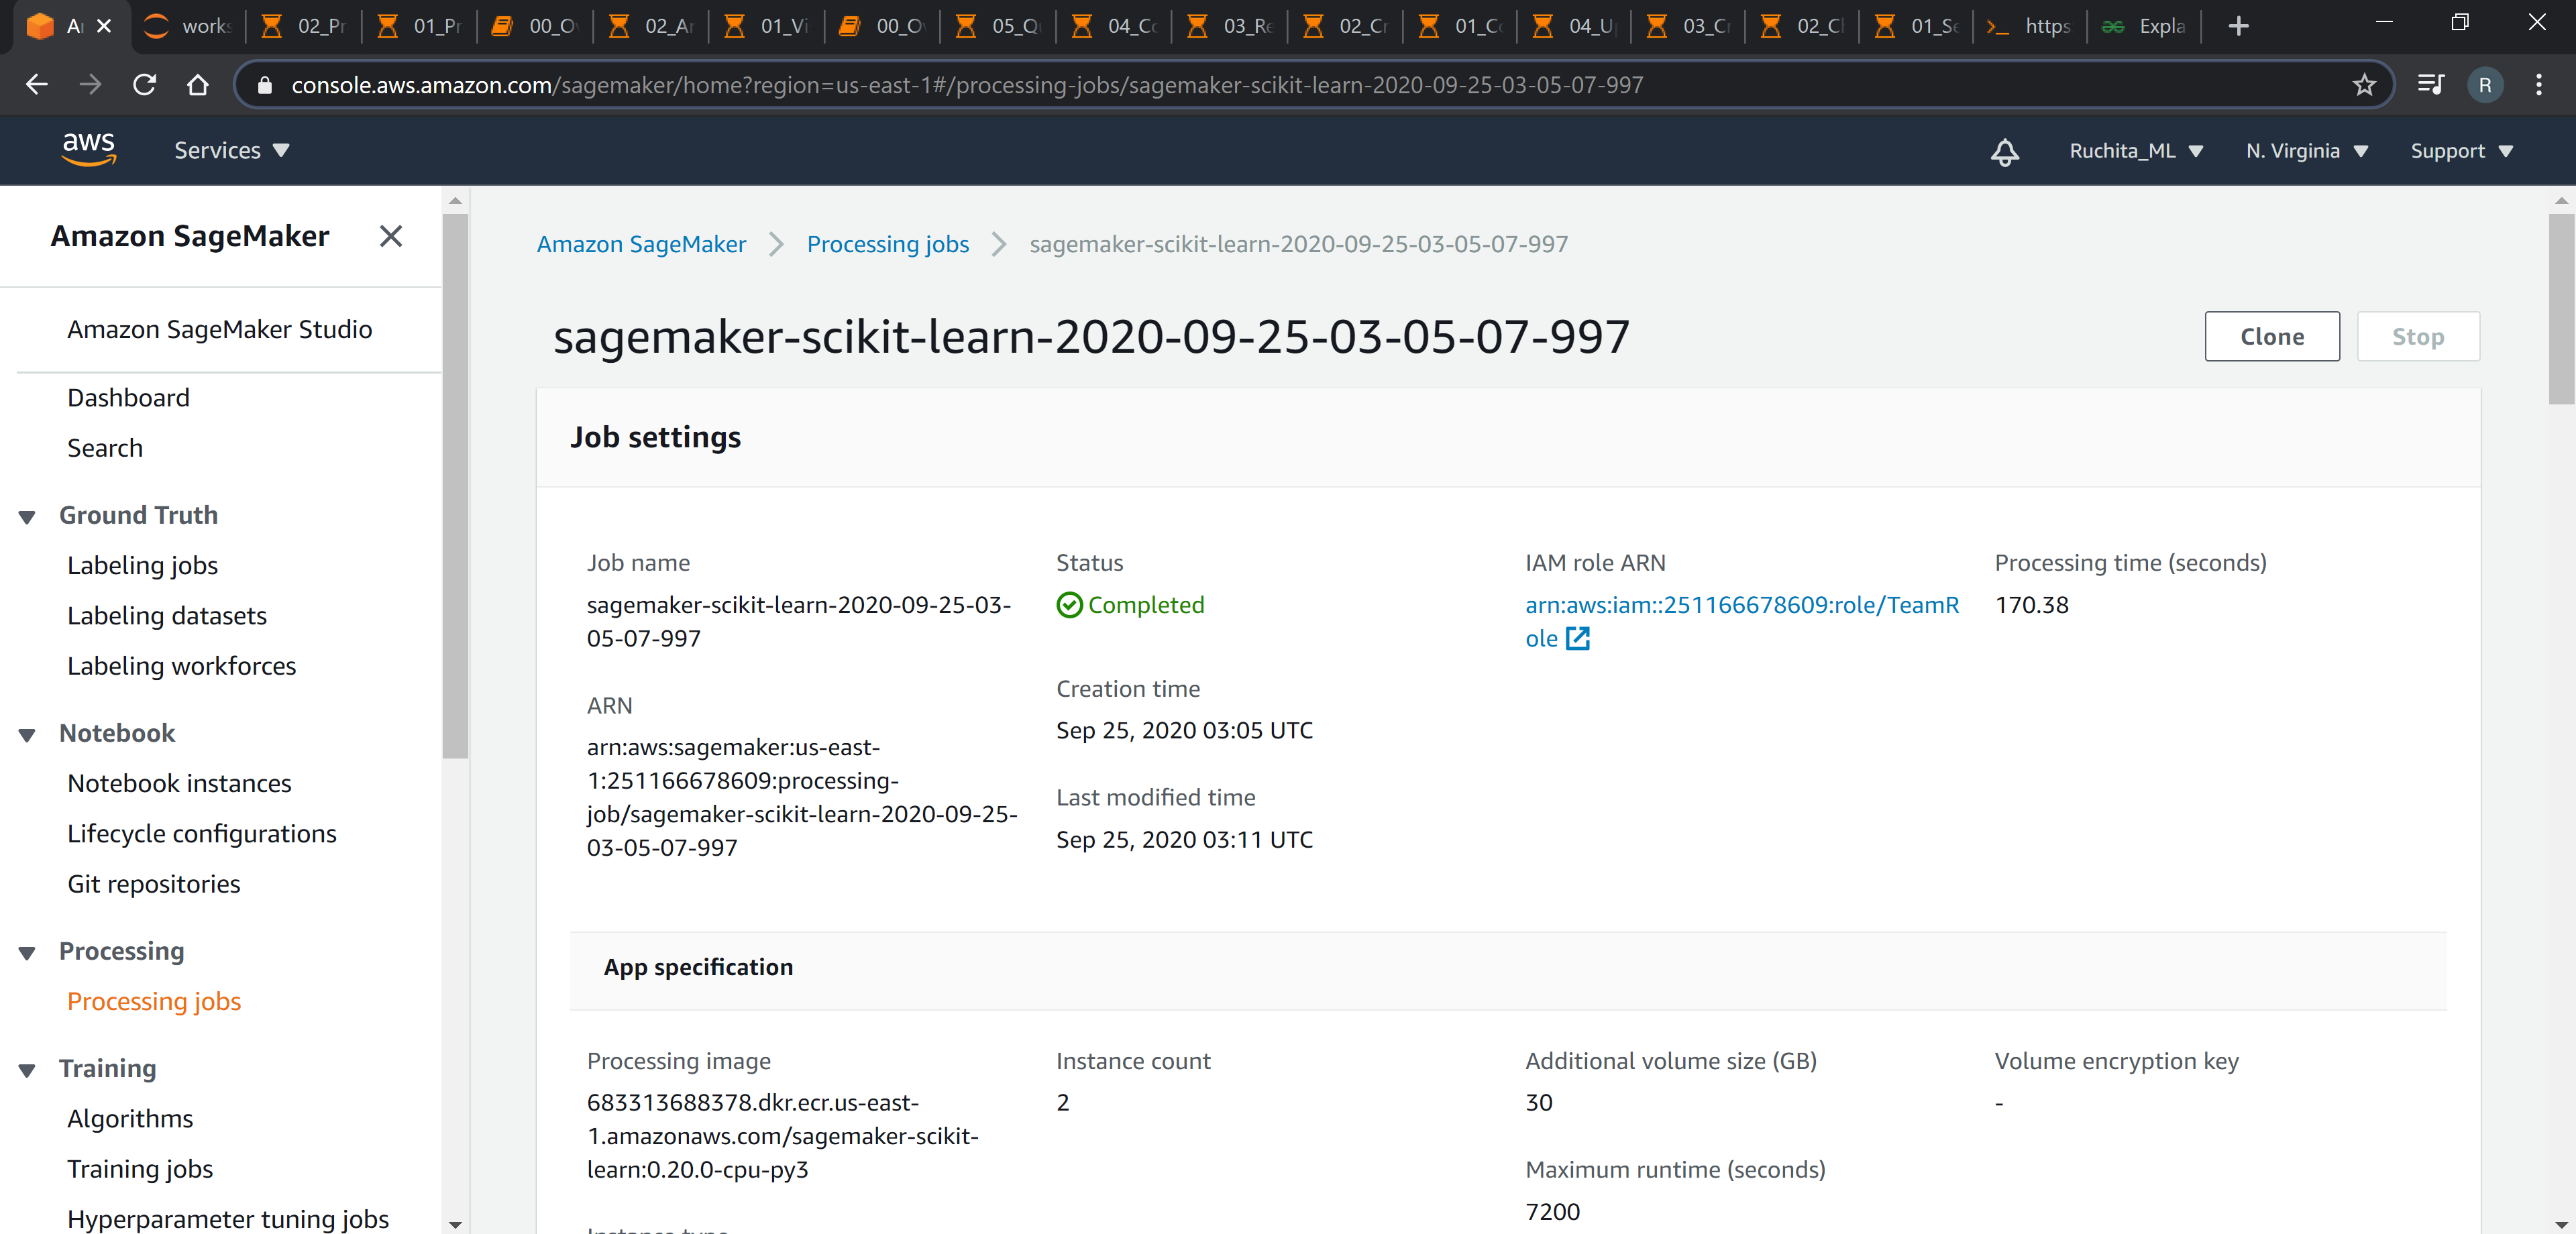 works
02_Pr
01_Pr
00_O
02_Ar
01_Vi
00_O
05_Q
04_Co
03_Re
02_Cr
01_Co
04_U
03_Cr
02_Cl
01_Se
https
Expla
console.aws.amazon.com/sagemaker/home?region=us-east-1#/processing-jobs/sagemaker-scikit-learn-2020-09-25-03-05-07-997
R
aws
Services
Ruchita_ML
N. Virginia
Support
Amazon SageMaker
Amazon SageMaker Studio
Dashboard
Search
Ground Truth
Labeling jobs
Labeling datasets
Labeling workforces
Notebook
Notebook instances
Lifecycle configurations
Git repositories
Processing
Processing jobs
Training
Algorithms
Training jobs
Hyperparameter tuning jobs
Amazon SageMaker
Processing jobs
sagemaker-scikit-learn-2020-09-25-03-05-07-997
sagemaker-scikit-learn-2020-09-25-03-05-07-997
Clone
Stop
Job settings
Job name
sagemaker-scikit-learn-2020-09-25-03-
05-07-997
ARN
arn:aws:sagemaker:us-east-
1:251166678609:processing-
job/sagemaker-scikit-learn-2020-09-25-
03-05-07-997
Status
Completed
Creation time
Sep 25, 2020 03:05 UTC
Last modified time
Sep 25, 2020 03:11 UTC
IAM role ARN
arn:aws:iam::251166678609:role/TeamR
ole
Processing time (seconds)
170.38
App specification
Processing image
683313688378.dkr.ecr.us-east-
1.amazonaws.com/sagemaker-scikit-
learn:0.20.0-cpu-py3
Instance type
Instance count
2
Additional volume size (GB)
30
Maximum runtime (seconds)
7200
Volume encryption key
-